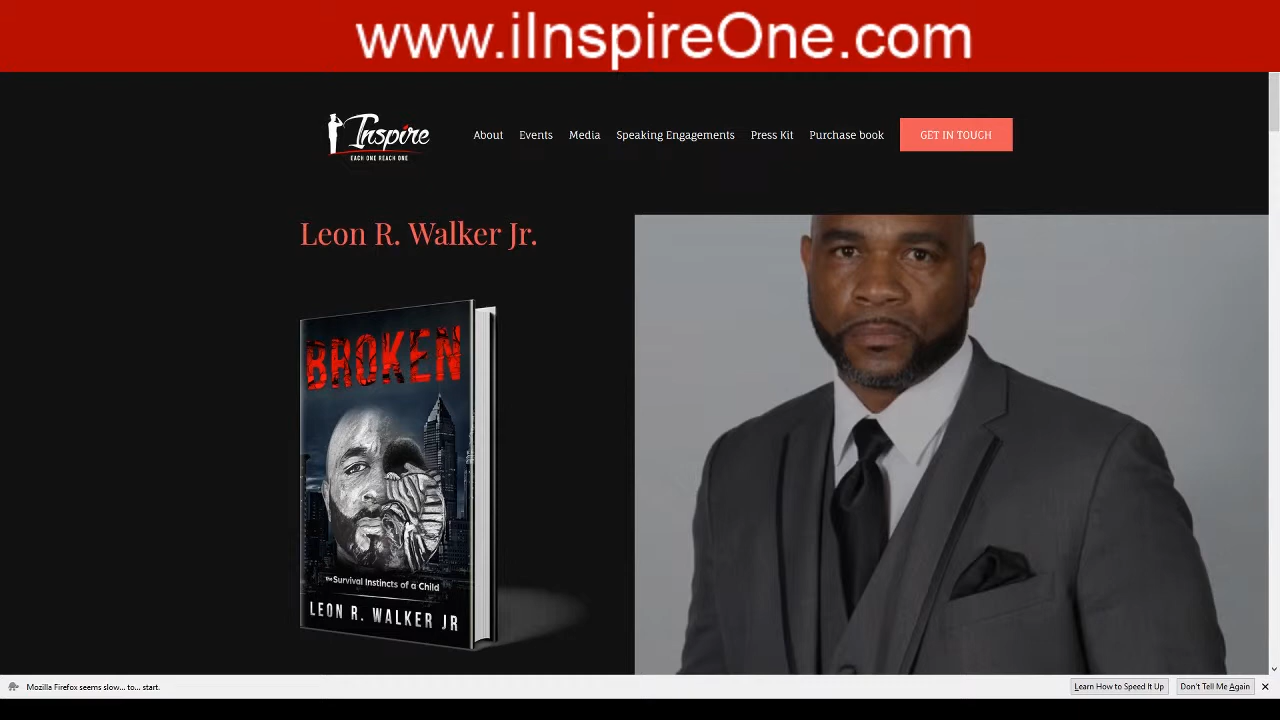 www.iInspireOne.com
Inspire
EACH ONE REACH ONE
About Events Media Speaking Engagements Press Kit Purchase book GET IN TOUCH
Leon R. Walker Jr.
BROKEN
The Survival Instincts of a Child
LEON R. WALKER JR
Mozilla Firefox seems slow... to... start. Learn How to Speed It Up Don't Tell Me Again